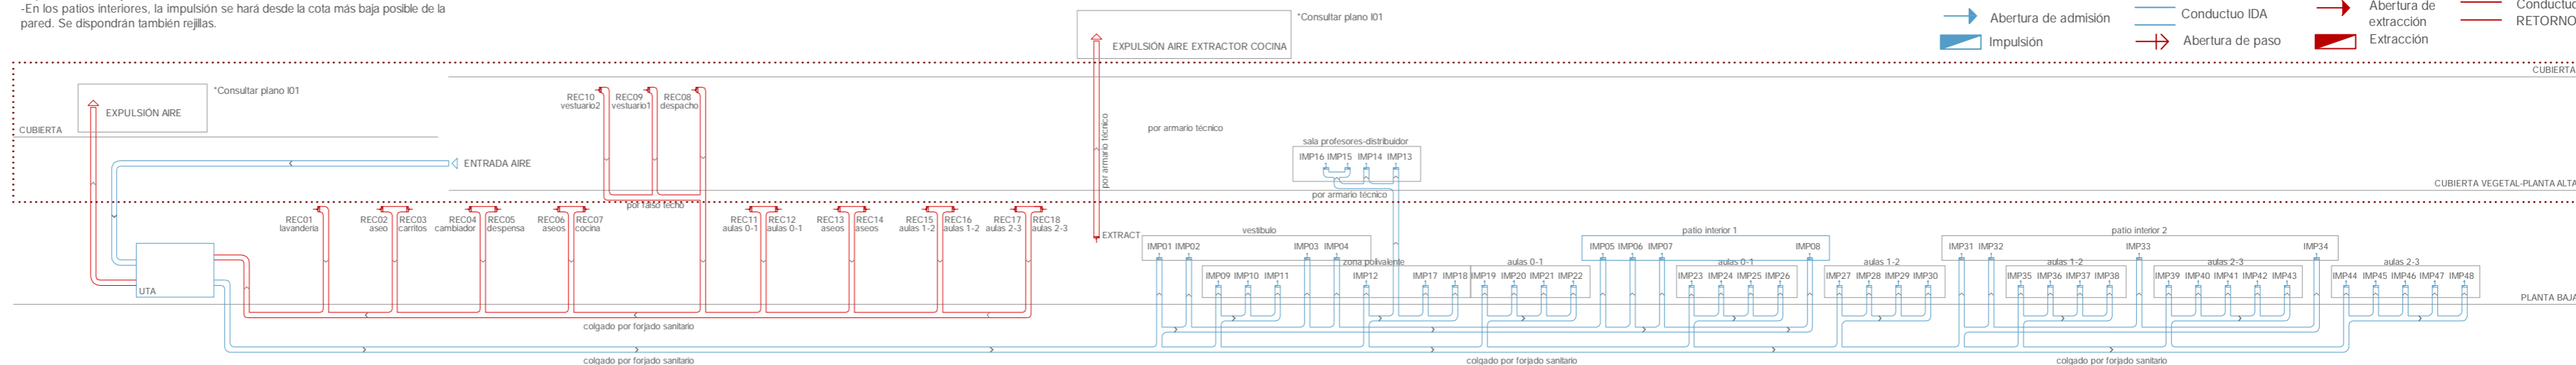 -En los patios interiores, la impulsión se hará desde la cota más baja posible de la
pared. Se dispondrán también rejillas.
*Consultar plano I01
EXPULSIÓN AIRE EXTRACTOR COCINA
Abertura de admisión
Conductuo IDA
Abertura de
extracción
Conductuo
RETORNO
Impulsión
Abertura de paso
Extracción
CUBIERTA
*Consultar plano I01
EXPULSIÓN AIRE
CUBIERTA
ENTRADA AIRE
REC10
vestuario2
REC09
vestuario1
REC08
despacho
por armario técnico
por armario técnico
sala profesores-distribuidor
IMP16 IMP15 IMP14 IMP13
por armario técnico
CUBIERTA VEGETAL-PLANTA ALTA
por falso techo
REC01
lavanderia
REC02
aseo
REC03
carritos
REC04
cambiador
REC05
despensa
REC06
aseos
REC07
cocina
REC11
aulas 0-1
REC12
aulas 0-1
REC13
aseos
REC14
aseos
REC15
aulas 1-2
REC16
aulas 1-2
REC17
aulas 2-3
REC18
aulas 2-3
EXTRACT
vestibulo
IMP01 IMP02 IMP03 IMP04
zona polivalente
IMP09 IMP10 IMP11 IMP12 IMP17 IMP18
aulas 0-1
IMP19 IMP20 IMP21 IMP22
patio interior 1
IMP05 IMP06 IMP07 IMP08
aulas 0-1
IMP23 IMP24 IMP25 IMP26
aulas 1-2
IMP27 IMP28 IMP29 IMP30
patio interior 2
IMP31 IMP32 IMP33 IMP34
aulas 1-2
IMP35 IMP36 IMP37 IMP38
aulas 2-3
IMP39 IMP40 IMP41 IMP42 IMP43
aulas 2-3
IMP44 IMP45 IMP46 IMP47 IMP48
UTA
PLANTA BAJA
colgado por forjado sanitario
colgado por forjado sanitario
colgado por forjado sanitario
colgado por forjado sanitario